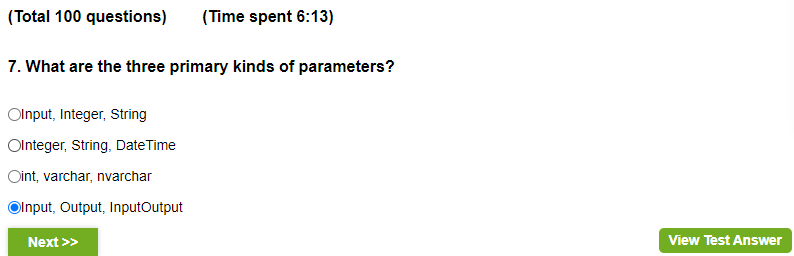 (Total 100 questions) (Time spent 6:13)
7. What are the three primary kinds of parameters?
Input, Integer, String
Integer, String, DateTime
int, varchar, nvarchar
Input, Output, InputOutput
Next >> View Test Answer